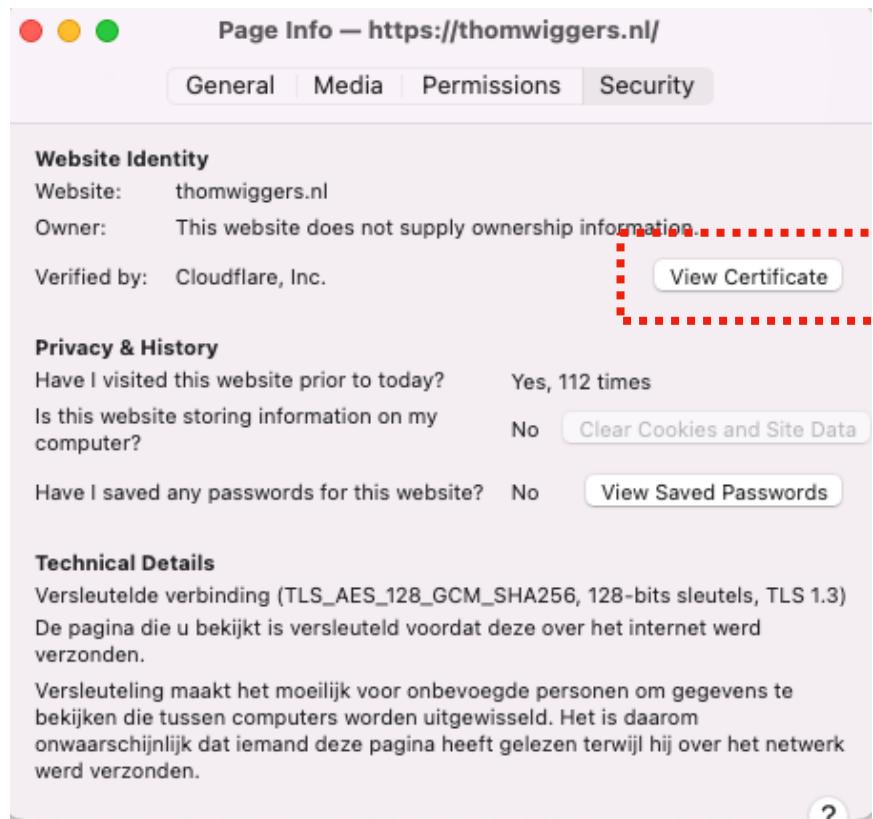 Page Info — https://thomwiggers.nl/
General Media Permissions Security
Website Identity
Website: thomwiggers.nl
Owner: This website does not supply ownership information.
Verified by: Cloudflare, Inc. View Certificate
Privacy & History
Have I visited this website prior to today? Yes, 112 times
Is this website storing information on my
computer? No Clear Cookies and Site Data
Have I saved any passwords for this website? No View Saved Passwords
Technical Details
Versleutelde verbinding (TLS_AES_128_GCM_SHA256, 128-bits sleutels, TLS 1.3)
De pagina die u bekijkt is versleuteld voordat deze over het internet werd
verzonden.
Versleuteling maakt het moeilijk voor onbevoegde personen om gegevens te
bekijken die tussen computers worden uitgewisseld. Het is daarom
onwaarschijnlijk dat iemand deze pagina heeft gelezen terwijl hij over het netwerk
werd verzonden.
?